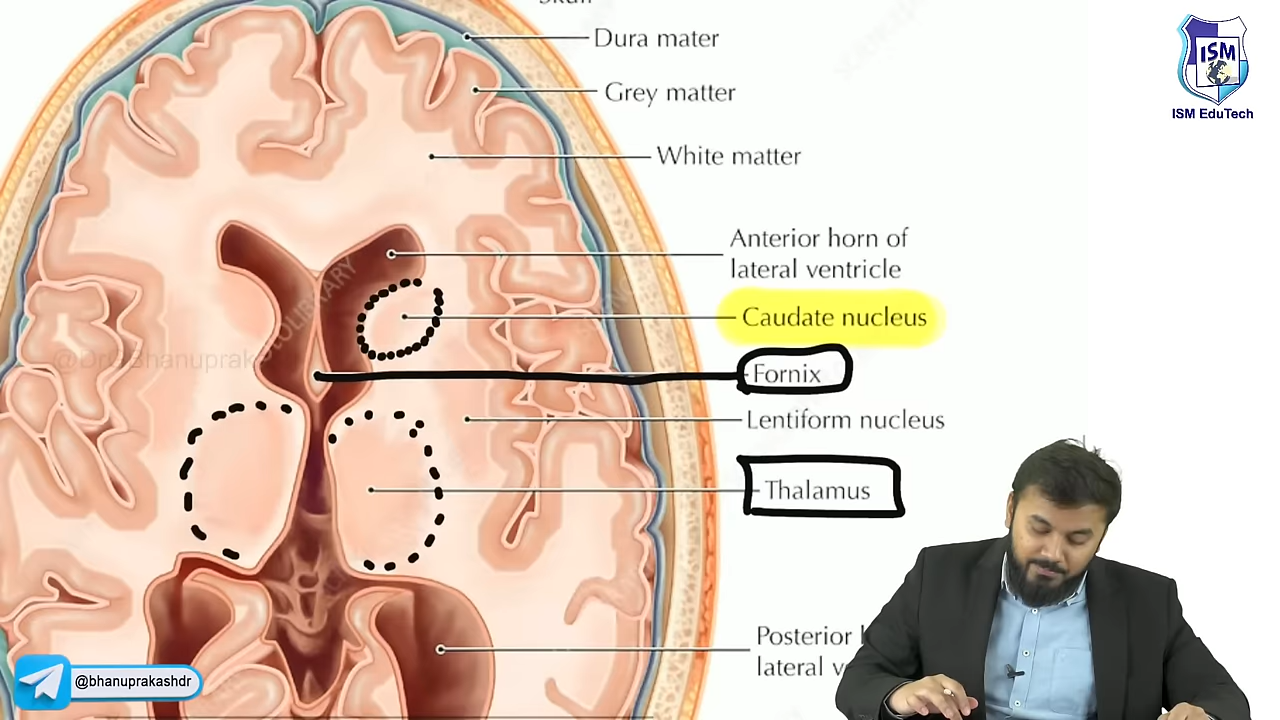 Dura mater
Grey matter
White matter
Anterior horn of
lateral ventricle
Caudate nucleus
Fornix
Lentiform nucleus
Thalamus
Posterior
lateral
ISM
ISM EduTech
@bhanuprakashdr